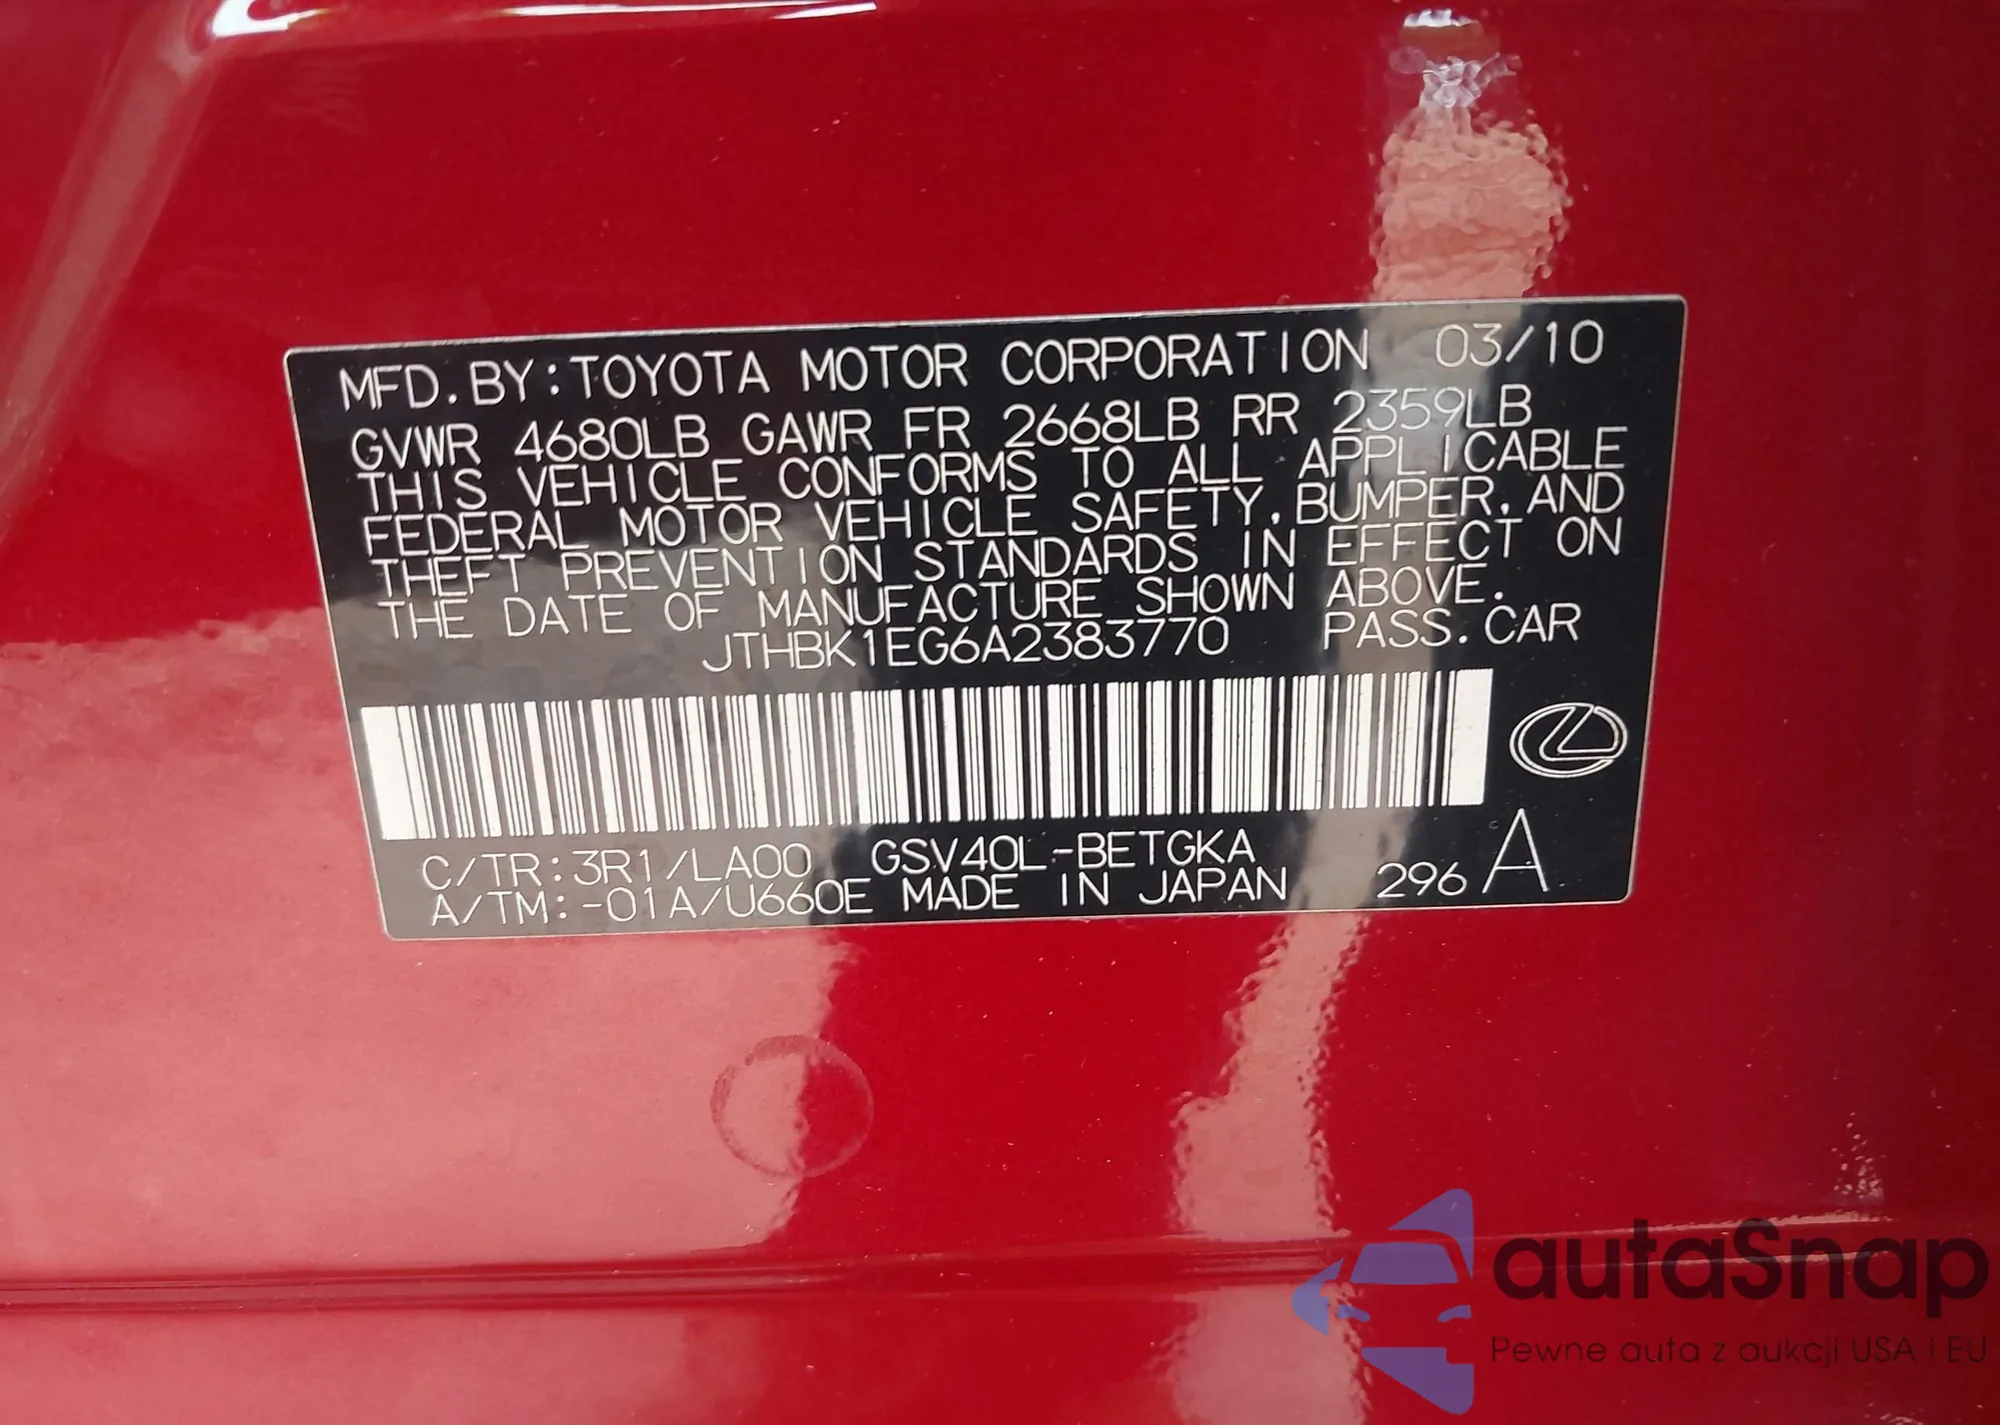 MFD. BY: TOYOTA MOTOR CORPORATION 03/10
GVWR 4680LB GAWR FR 2668LB RR 2359LB
THIS VEHICLE CONFORMS TO ALL APPLICABLE
FEDERAL MOTOR VEHICLE SAFETY, BUMPER, AND
THEFT PREVENTION STANDARDS IN EFFECT ON
THE DATE OF MANUFACTURE SHOWN ABOVE.
JTHBK1EG6A2383770 PASS. CAR
C/TR: 3R1/LA00 GSV40L-BETGKA
A/TM: -01A/U660E MADE IN JAPAN 296 A
autaSnap
Pewne auta z aukcji USA i EU